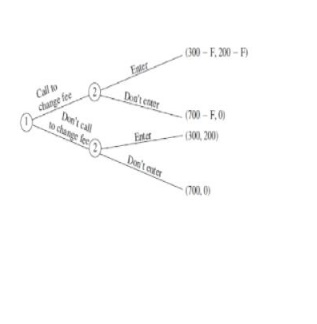 (300 – F, 200 – F)
Enter
Call to
change fee
2
Don't enter
(700 – F, 0)
1
Don't call
to change fee
Enter
(300, 200)
2
Don't enter
(700, 0)